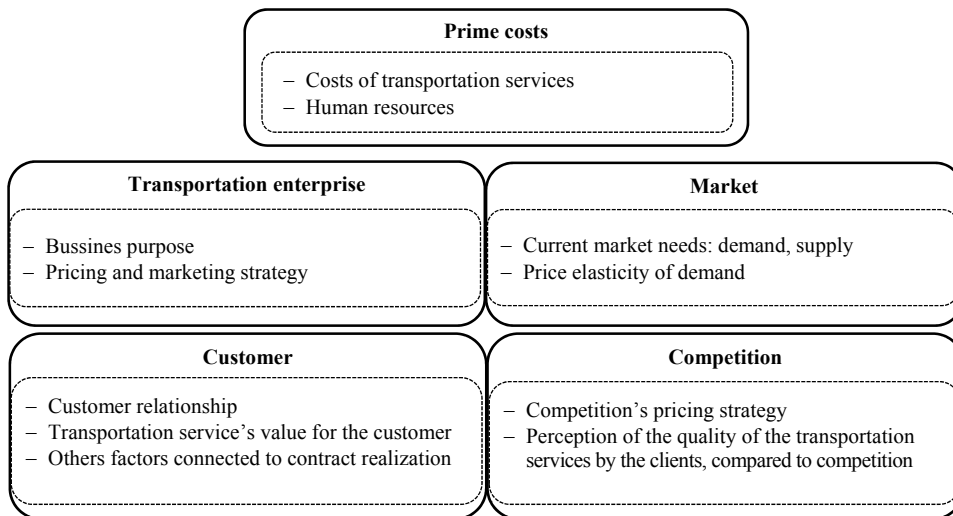 Prime costs
– Costs of transportation services
– Human resources
Transportation enterprise
– Bussines purpose
– Pricing and marketing strategy
Market
– Current market needs: demand, supply
– Price elasticity of demand
Customer
– Customer relationship
– Transportation service’s value for the customer
– Others factors connected to contract realization
Competition
– Competition’s pricing strategy
– Perception of the quality of the transportation
services by the clients, compared to competition